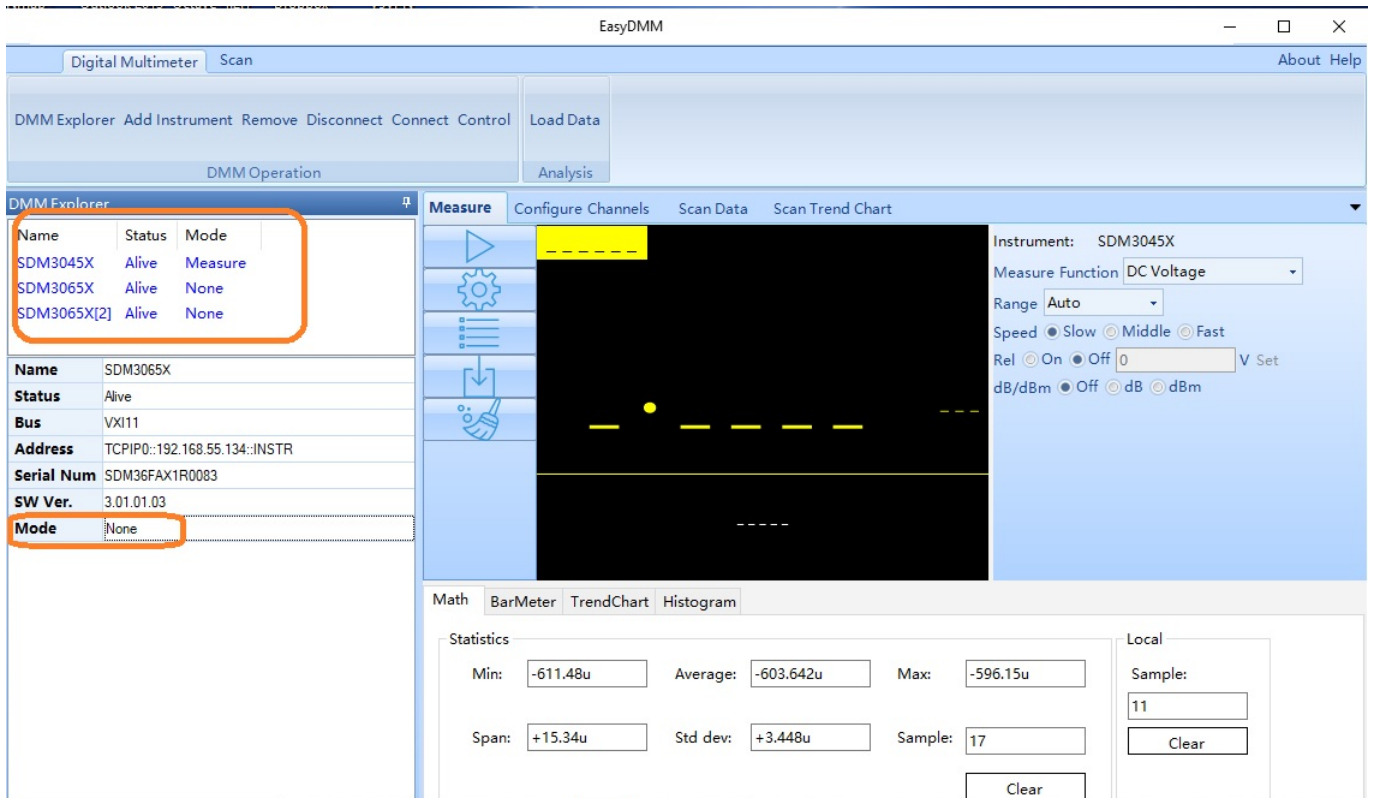 EasyDMM
Digital Multimeter Scan About Help
DMM Explorer Add Instrument Remove Disconnect Connect Control Load Data
DMM Operation Analysis
DMM Explorer
Name Status Mode
SDM3045X Alive Measure
SDM3065X Alive None
SDM3065X[2] Alive None
Name SDM3065X
Status Alive
Bus VXI11
Address TCPIP0::192.168.55.134::INSTR
Serial Num SDM36FAX1R0083
SW Ver. 3.01.01.03
Mode None
Measure Configure Channels Scan Data Scan Trend Chart
_ _ _ _ _ _
_ . _ _ _ _ - - -
-----
Instrument: SDM3045X
Measure Function DC Voltage
Range Auto
Speed Slow Middle Fast
Rel On Off 0 V Set
dB/dBm Off dB dBm
Math BarMeter TrendChart Histogram
Statistics
Min: -611.48u Average: -603.642u Max: -596.15u
Span: +15.34u Std dev: +3.448u Sample: 17
Clear
Local
Sample:
11
Clear